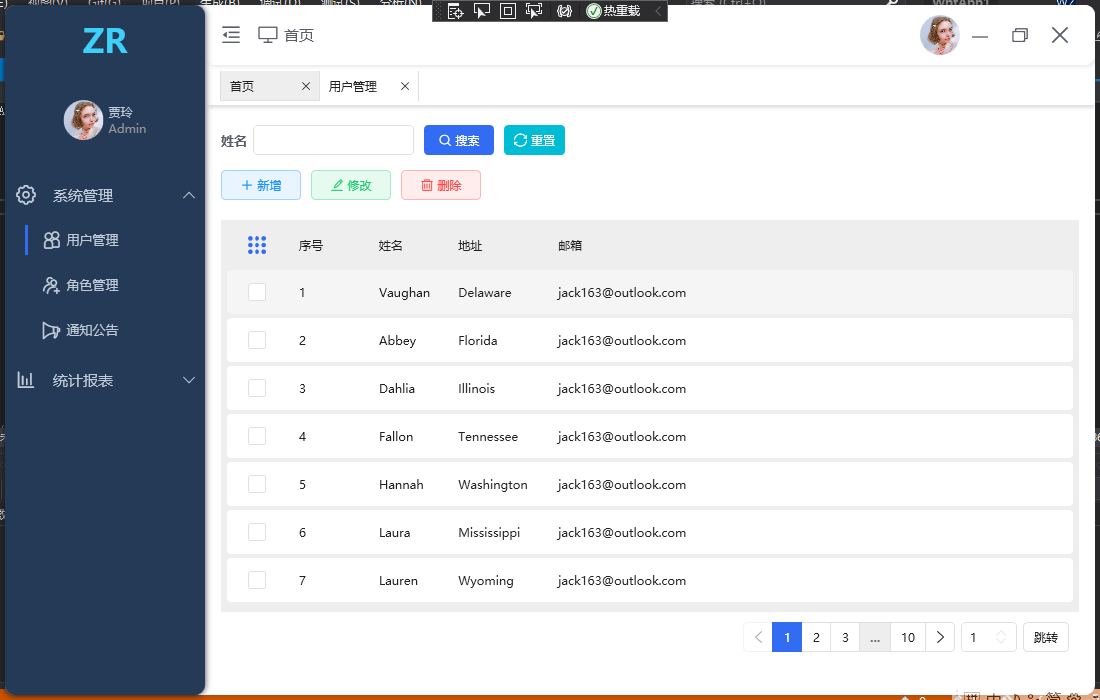 热重载
ZR
首页
贾玲
Admin
首页
用户管理
姓名
搜索
重置
新增
修改
删除
系统管理
用户管理
角色管理
通知公告
统计报表
序号 姓名 地址 邮箱
1 Vaughan Delaware jack163@outlook.com
2 Abbey Florida jack163@outlook.com
3 Dahlia Illinois jack163@outlook.com
4 Fallon Tennessee jack163@outlook.com
5 Hannah Washington jack163@outlook.com
6 Laura Mississippi jack163@outlook.com
7 Lauren Wyoming jack163@outlook.com
1 2 3 ... 10 1 跳转